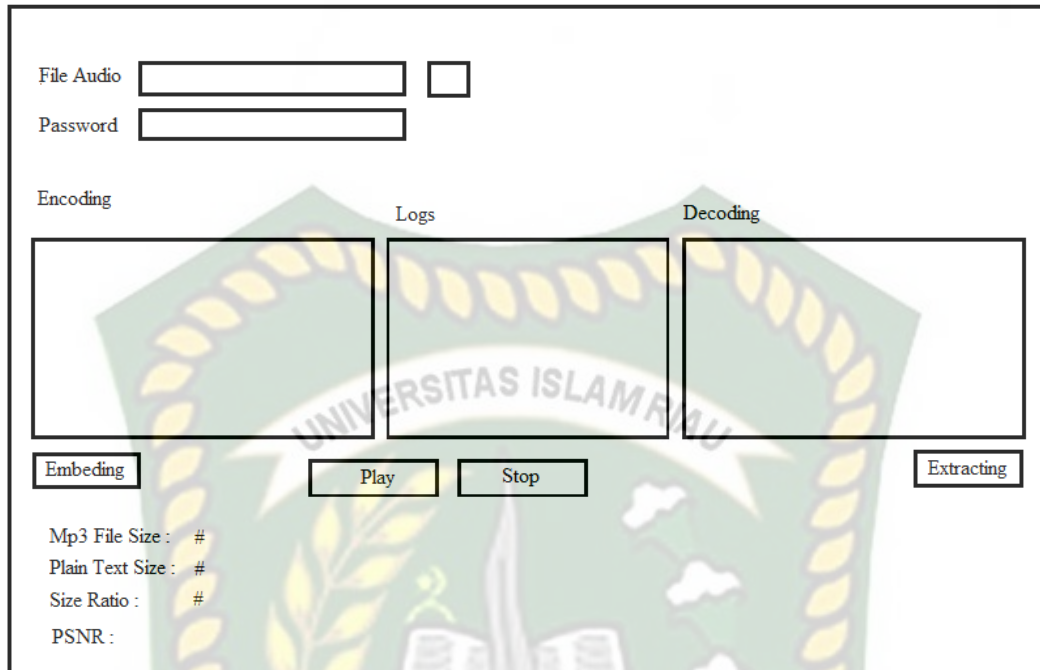 File Audio
Password
Encoding
Logs
Decoding
UNIVERSITAS ISLAM RIAU
Embeding
Play
Stop
Extracting
Mp3 File Size : #
Plain Text Size : #
Size Ratio : #
PSNR :